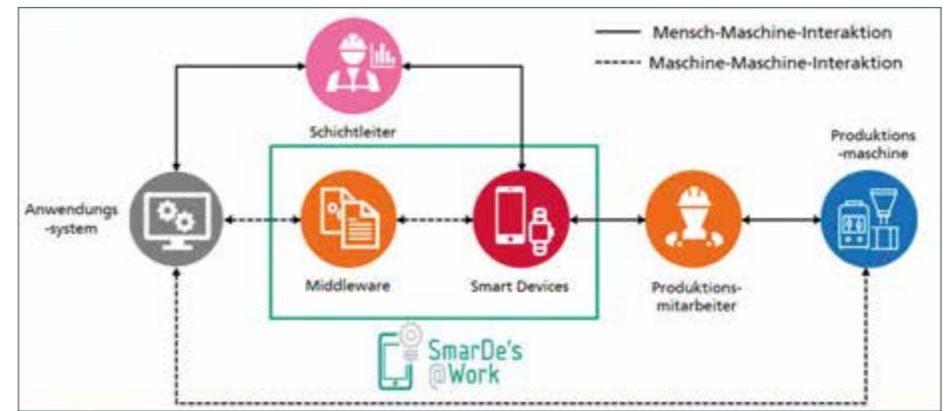 Mensch-Maschine-Interaktion
Maschine-Maschine-Interaktion
Schichtleiter
Produktions
-maschine
Anwendungs
-system
Middleware
Smart Devices
Produktions-
mitarbeiter
SmarDe's
@Work